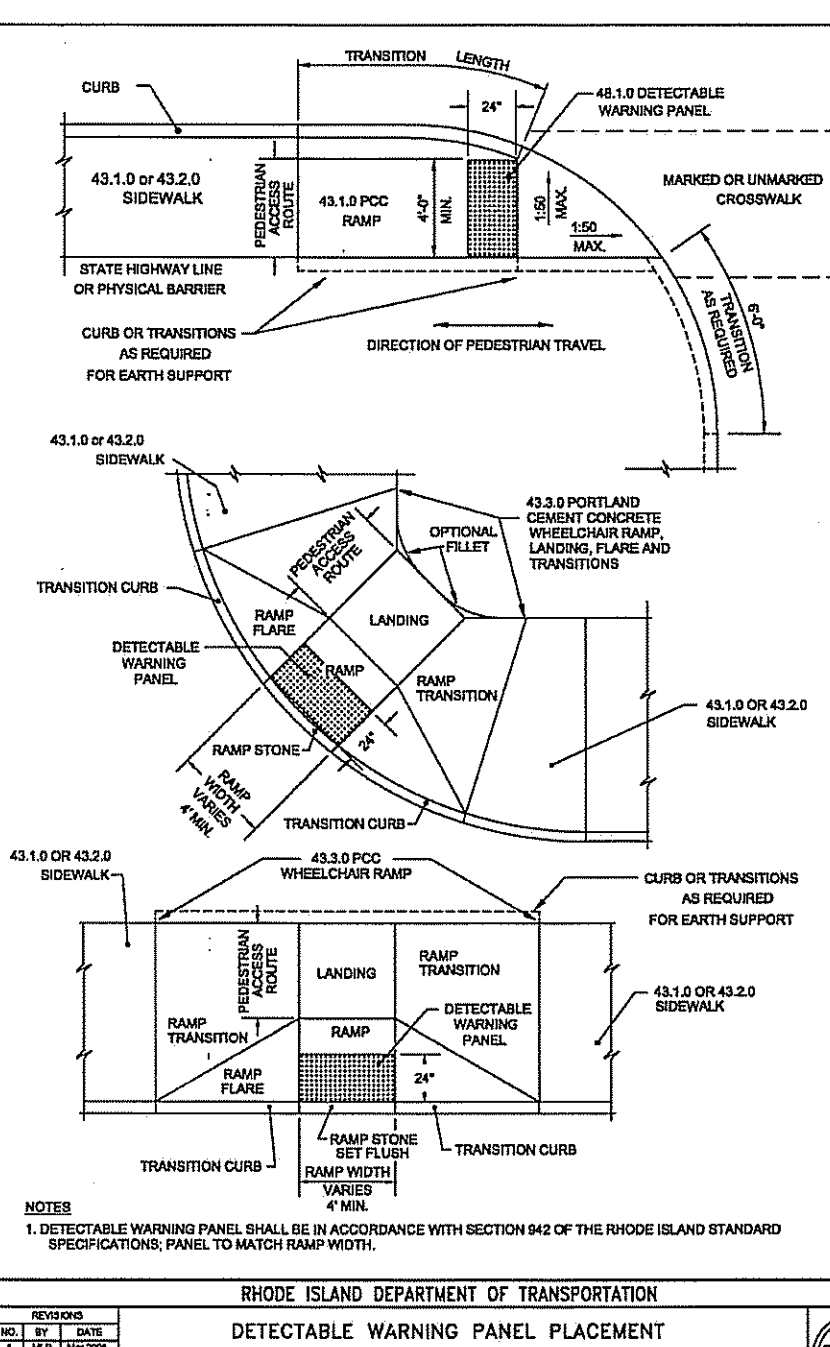 TRANSITION LENGTH
CURB
24"
48.1.0 DETECTABLE
WARNING PANEL
43.1.0 or 43.2.0
SIDEWALK
PEDESTRIAN
ACCESS
ROUTE
43.1.0 PCC
RAMP
4'-0"
MIN.
1:50
MAX.
1:50
MAX.
MARKED OR UNMARKED
CROSSWALK
STATE HIGHWAY LINE
OR PHYSICAL BARRIER
6'-0"
TRANSITION
AS REQUIRED
CURB OR TRANSITIONS
AS REQUIRED
FOR EARTH SUPPORT
DIRECTION OF PEDESTRIAN TRAVEL
43.1.0 or 43.2.0
SIDEWALK
PEDESTRIAN
ACCESS
ROUTE
OPTIONAL
FILLET
43.3.0 PORTLAND
CEMENT CONCRETE
WHEELCHAIR RAMP,
LANDING, FLARE AND
TRANSITIONS
TRANSITION CURB
RAMP
FLARE
LANDING
DETECTABLE
WARNING
PANEL
RAMP
RAMP
TRANSITION
43.1.0 OR 43.2.0
SIDEWALK
RAMP STONE
24"
RAMP
WIDTH
VARIES
4' MIN.
TRANSITION CURB
43.1.0 OR 43.2.0
SIDEWALK
43.3.0 PCC
WHEELCHAIR RAMP
CURB OR TRANSITIONS
AS REQUIRED
FOR EARTH SUPPORT
PEDESTRIAN
ACCESS
ROUTE
LANDING
RAMP
TRANSITION
RAMP
TRANSITION
RAMP
DETECTABLE
WARNING
PANEL
43.1.0 OR 43.2.0
SIDEWALK
RAMP
FLARE
24"
TRANSITION CURB
RAMP STONE
SET FLUSH
TRANSITION CURB
RAMP WIDTH
VARIES
4' MIN.
NOTES
1. DETECTABLE WARNING PANEL SHALL BE IN ACCORDANCE WITH SECTION 942 OF THE RHODE ISLAND STANDARD
SPECIFICATIONS; PANEL TO MATCH RAMP WIDTH.
RHODE ISLAND DEPARTMENT OF TRANSPORTATION
REVISIONS
NO. BY DATE
DETECTABLE WARNING PANEL PLACEMENT